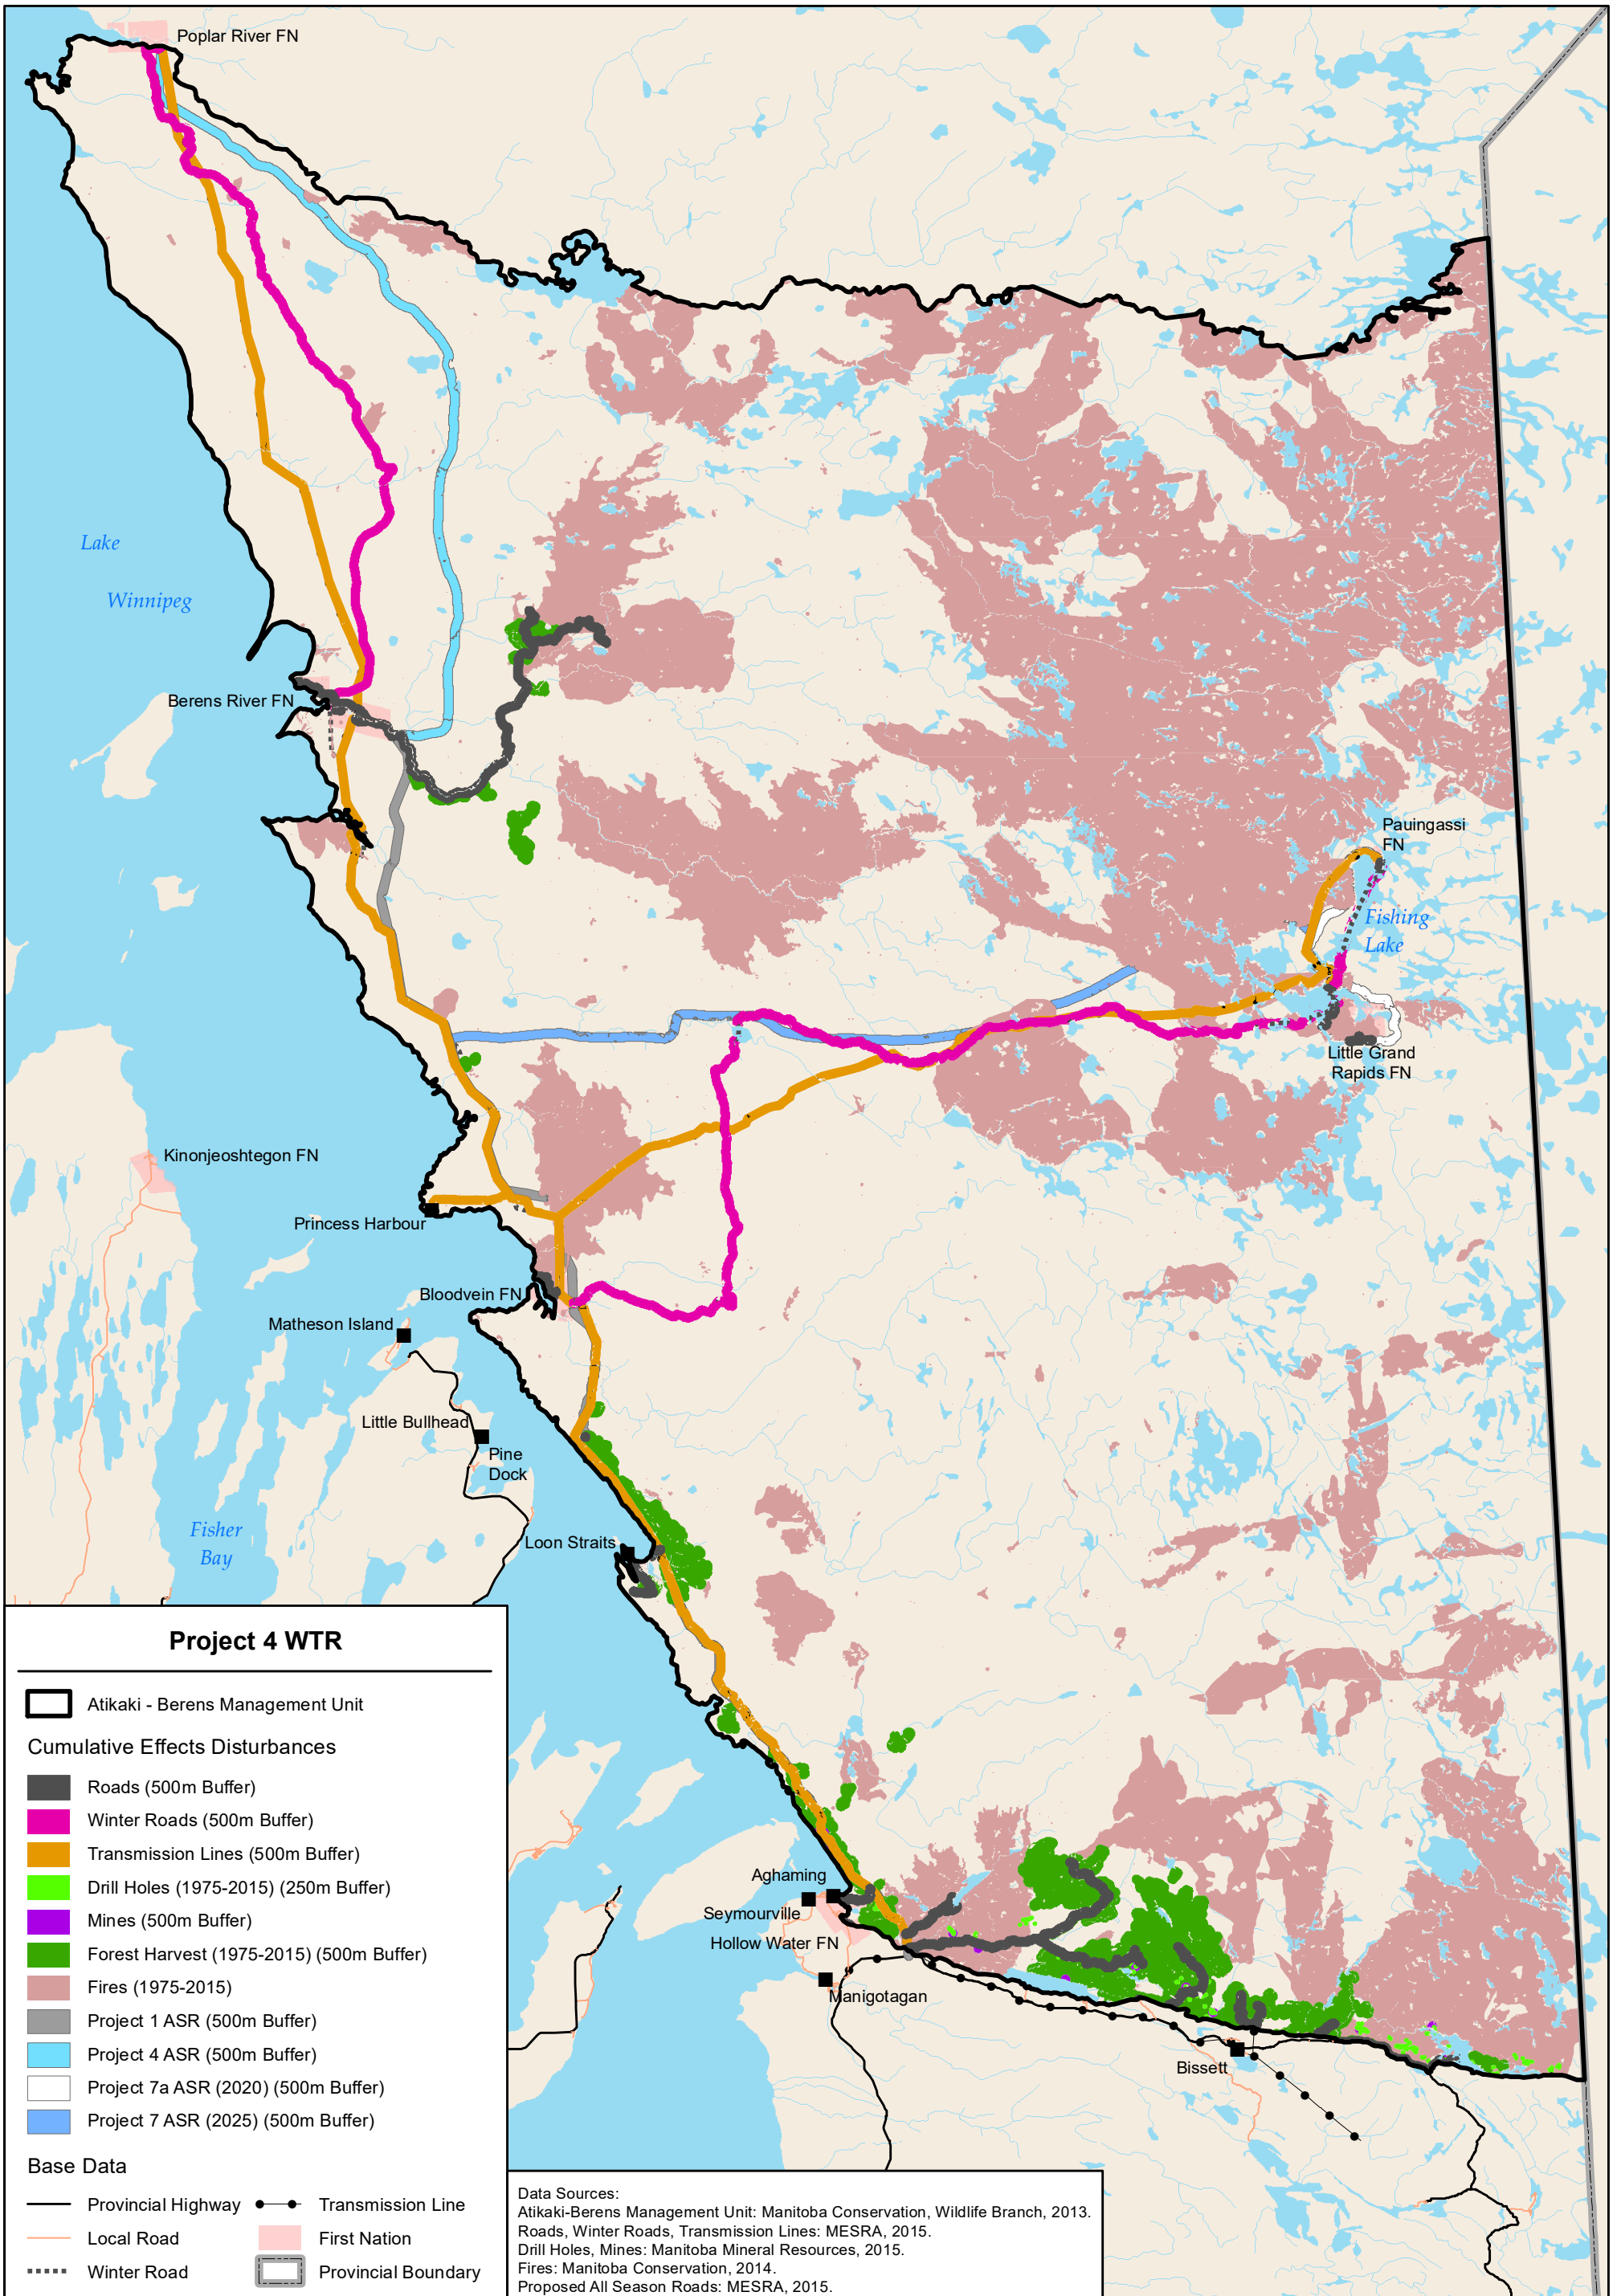 Poplar River FN
Lake
Winnipeg
Berens River FN
Pauingassi
FN
Fishing
Lake
Little Grand
Rapids FN
Kinonjeoshtegon FN
Princess Harbour
Bloodvein FN
Matheson Island
Little Bullhead
Pine
Dock
Fisher
Bay
Loon Straits
Aghaming
Seymourville
Hollow Water FN
Manigotagan
Bissett
Project 4 WTR
Atikaki - Berens Management Unit
Cumulative Effects Disturbances
Roads (500m Buffer)
Winter Roads (500m Buffer)
Transmission Lines (500m Buffer)
Drill Holes (1975-2015) (250m Buffer)
Mines (500m Buffer)
Forest Harvest (1975-2015) (500m Buffer)
Fires (1975-2015)
Project 1 ASR (500m Buffer)
Project 4 ASR (500m Buffer)
Project 7a ASR (2020) (500m Buffer)
Project 7 ASR (2025) (500m Buffer)
Base Data
Provincial Highway
Transmission Line
Local Road
First Nation
Winter Road
Provincial Boundary
Data Sources:
Atikaki-Berens Management Unit: Manitoba Conservation, Wildlife Branch, 2013.
Roads, Winter Roads, Transmission Lines: MESRA, 2015.
Drill Holes, Mines: Manitoba Mineral Resources, 2015.
Fires: Manitoba Conservation, 2014.
Proposed All Season Roads: MESRA, 2015.